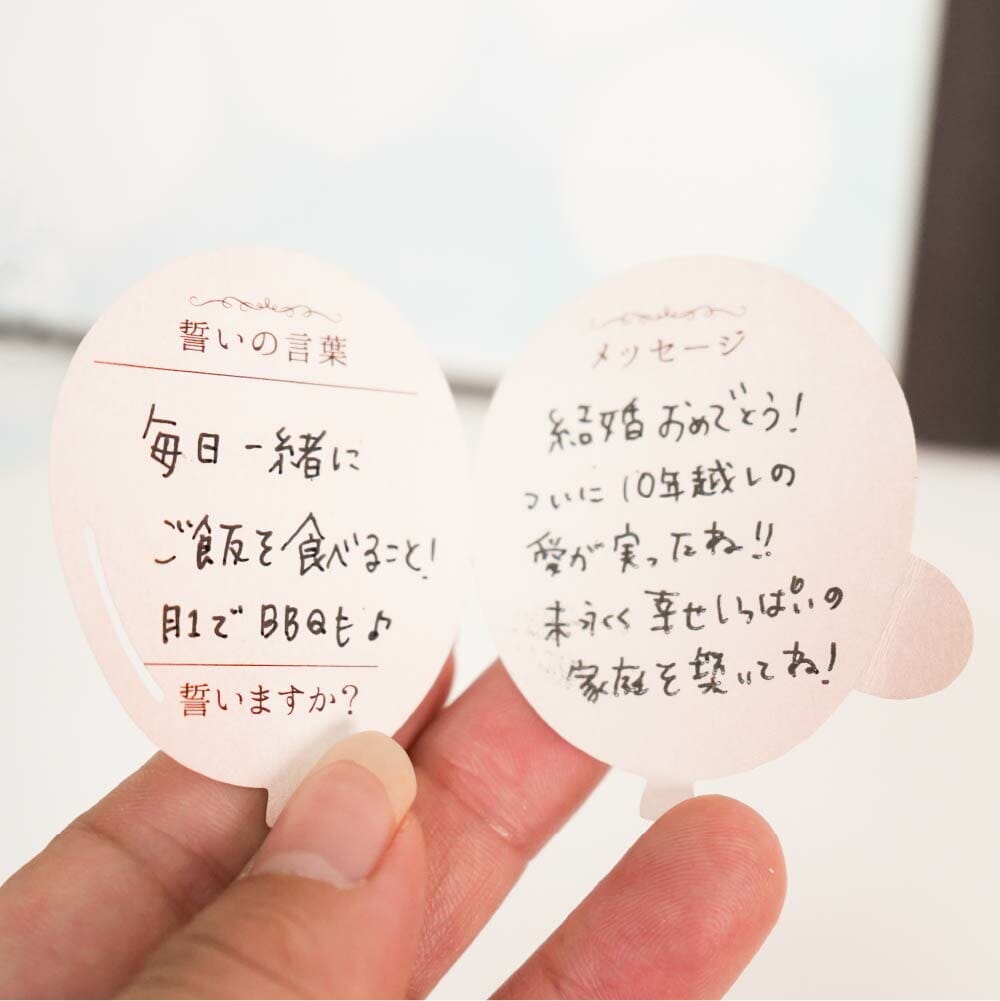 誓いの言葉
毎日 一緒に
ご飯を食べること!
月1で BBQも♪
誓いますか?
メッセージ
結婚おめでとう!
ついに10年越しの
愛が実ったね!!
末永く幸せいっぱいの
家庭を築いてね!